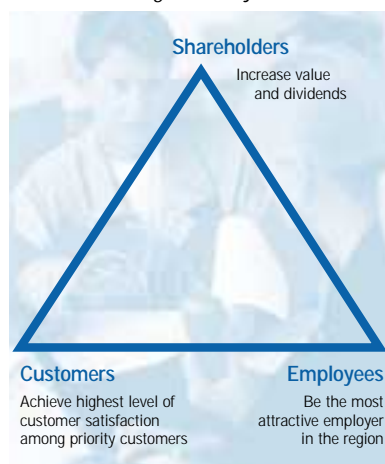 Shareholders
Increase value
and dividends
Customers
Achieve highest level of
customer satisfaction
among priority customers
Employees
Be the most
attractive employer
in the region